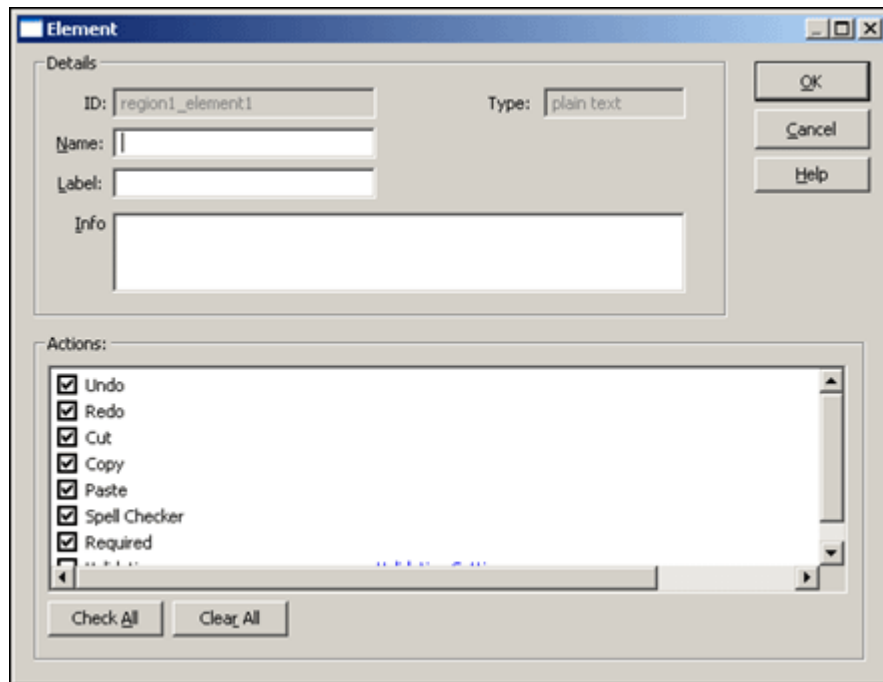 Element
Details
ID: region1_element1 Type: plain text
OK
Name:
Cancel
Label:
Help
Info
Actions:
Undo
Redo
Cut
Copy
Paste
Spell Checker
Required
Check All Clear All